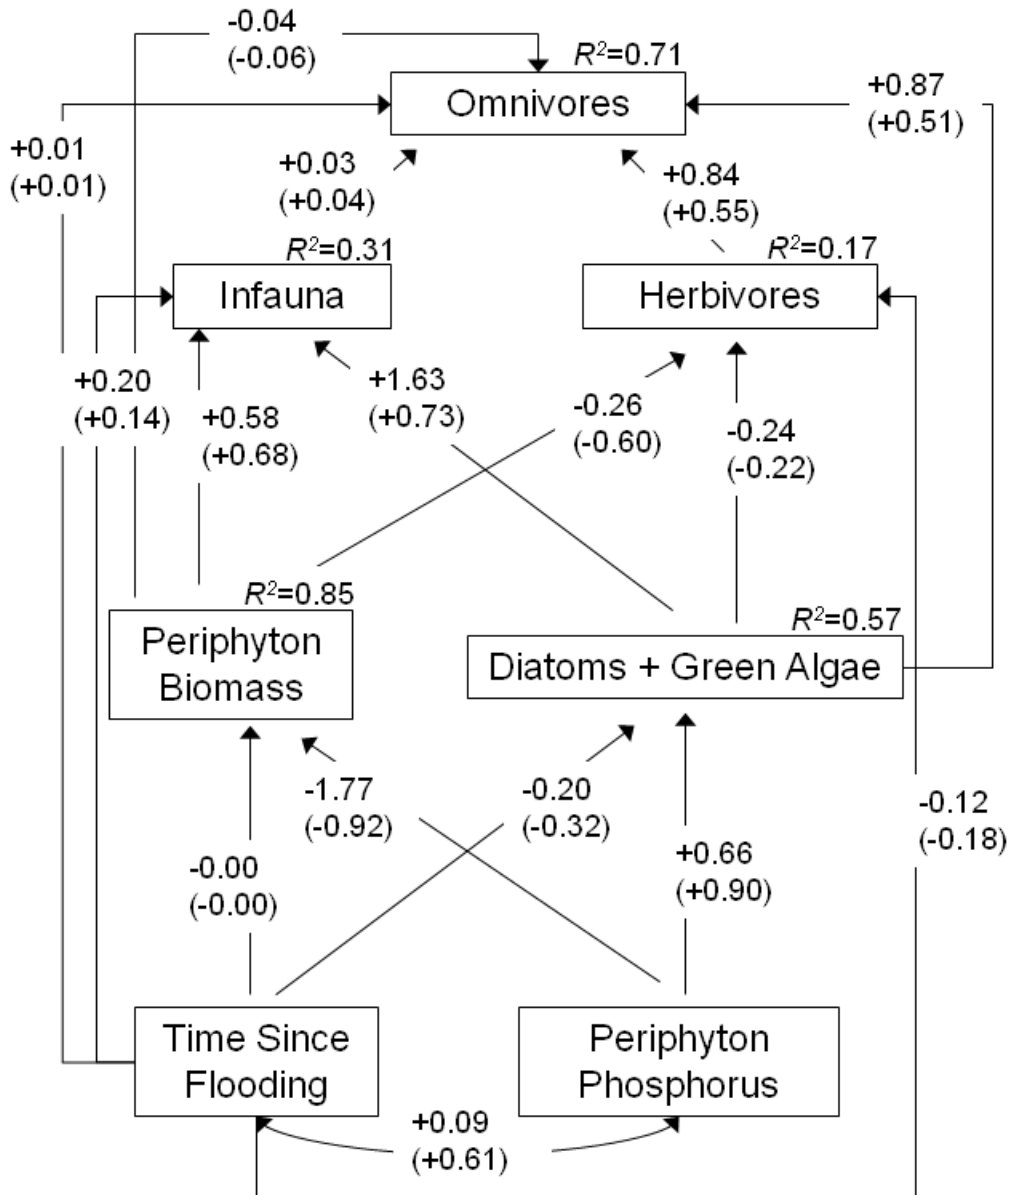 -0.04
(-0.06)
R²=0.71
Omnivores
+0.87
(+0.51)
+0.01
(+0.01)
+0.03
(+0.04)
+0.84
(+0.55)
R²=0.31
Infauna
R²=0.17
Herbivores
+0.20
(+0.14)
+0.58
(+0.68)
+1.63
(+0.73)
-0.26
(-0.60)
-0.24
(-0.22)
R²=0.85
Periphyton
Biomass
R²=0.57
Diatoms + Green Algae
-1.77
(-0.92)
-0.20
(-0.32)
-0.12
(-0.18)
-0.00
(-0.00)
+0.66
(+0.90)
Time Since
Flooding
Periphyton
Phosphorus
+0.09
(+0.61)